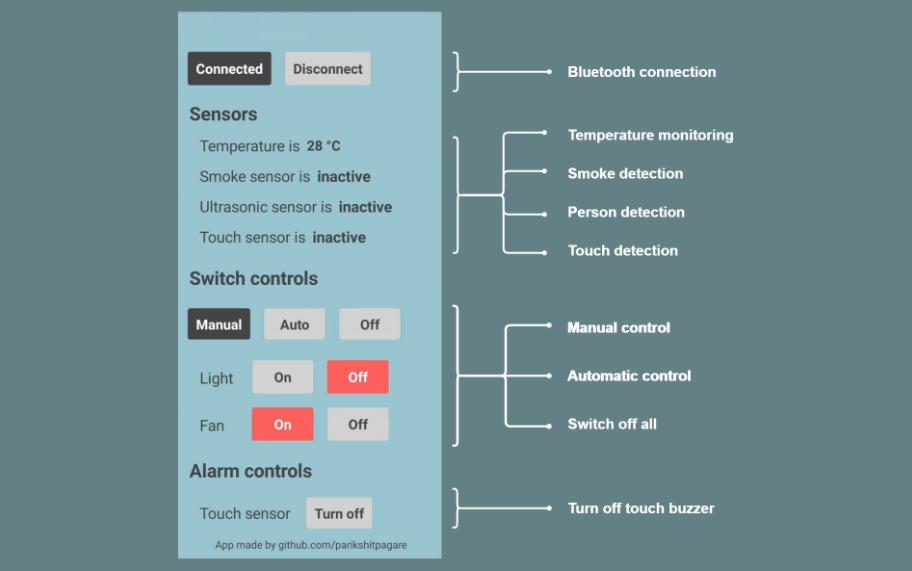 Connected Disconnect
Sensors
Temperature is 28 °C
Smoke sensor is inactive
Ultrasonic sensor is inactive
Touch sensor is inactive
Switch controls
Manual Auto Off
Light On Off
Fan On Off
Alarm controls
Touch sensor Turn off
App made by github.com/parikshitpagare
Bluetooth connection
Temperature monitoring
Smoke detection
Person detection
Touch detection
Manual control
Automatic control
Switch off all
Turn off touch buzzer